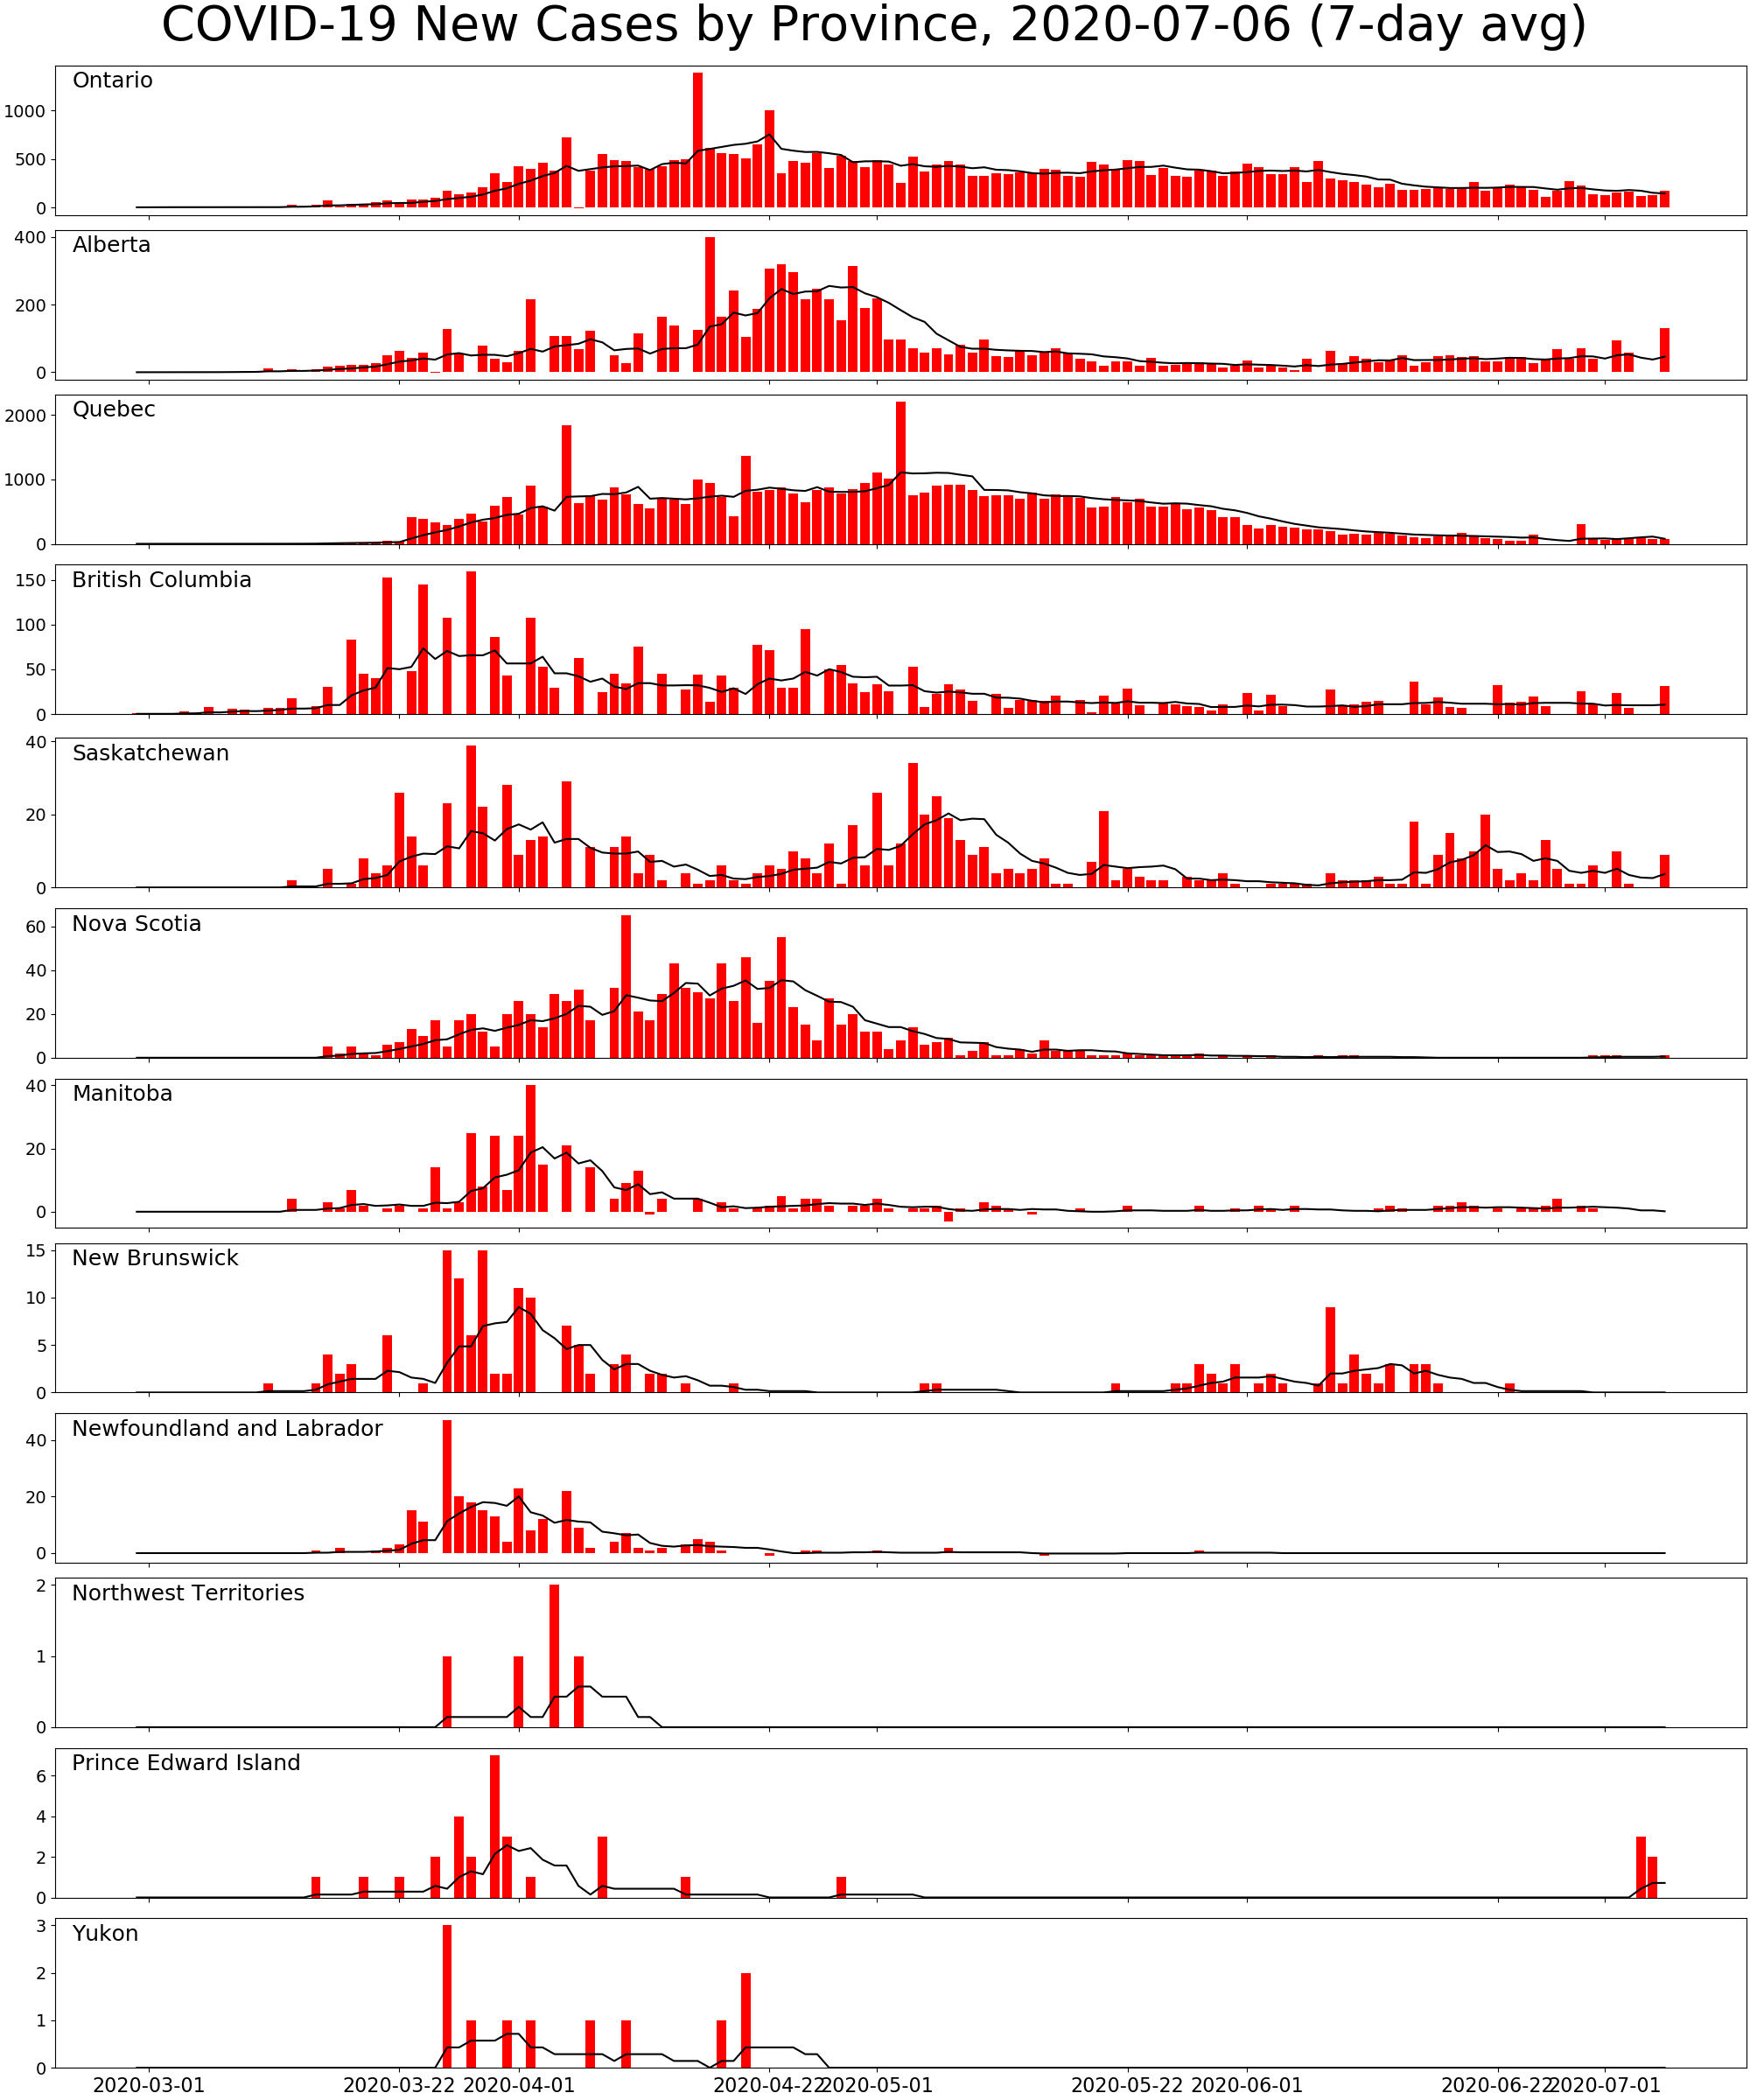 COVID-19 New Cases by Province, 2020-07-06 (7-day avg)
Ontario
1000
500
0
Alberta
400
200
0
Quebec
2000
1000
0
British Columbia
150
100
50
0
Saskatchewan
40
20
0
Nova Scotia
60
40
20
0
Manitoba
40
20
0
New Brunswick
15
10
5
0
Newfoundland and Labrador
40
20
0
Northwest Territories
2
1
0
Prince Edward Island
6
4
2
0
Yukon
3
2
1
0
2020-03-01 2020-03-22 2020-04-01 2020-04-22 2020-05-01 2020-05-22 2020-06-01 2020-06-22 2020-07-01